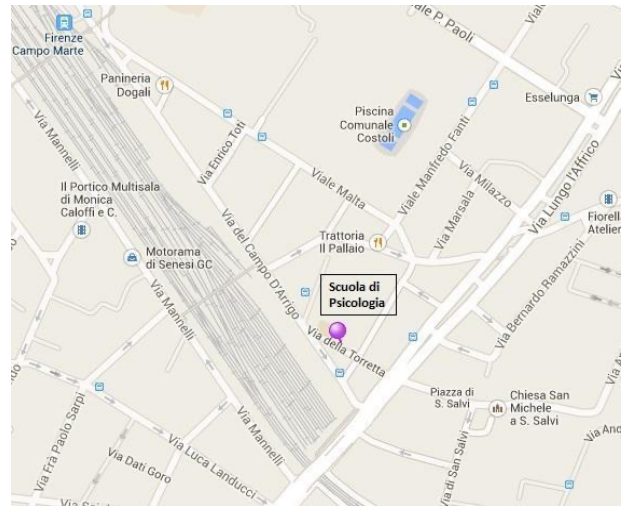 Firenze
Campo Marte
Viale P. Paoli
Panineria
Dogali
Esselunga
Piscina
Comunale
Costoli
Via Mannelli
Via Enrico Toti
Viale Manfredo Fanti
Via Lungo l'Affrico
Viale Malta
Via Milazzo
Il Portico Multisala
di Monica
Caloffi e C.
Via Marsala
Fiorella
Atelier
Via del Campo D'Arrigo
Trattoria
Il Pallaio
Motorama
di Senesi GC
Via Bernardo Ramazzini
Scuola di
Psicologia
Via Mannelli
Via della Torretta
Piazza di
S. Salvi
Chiesa San
Michele
a S. Salvi
Via Frà Paolo Sarpi
Via Mannelli
Via Luca Landucci
Via Dati Goro
Via di San Salvi
Via Ano